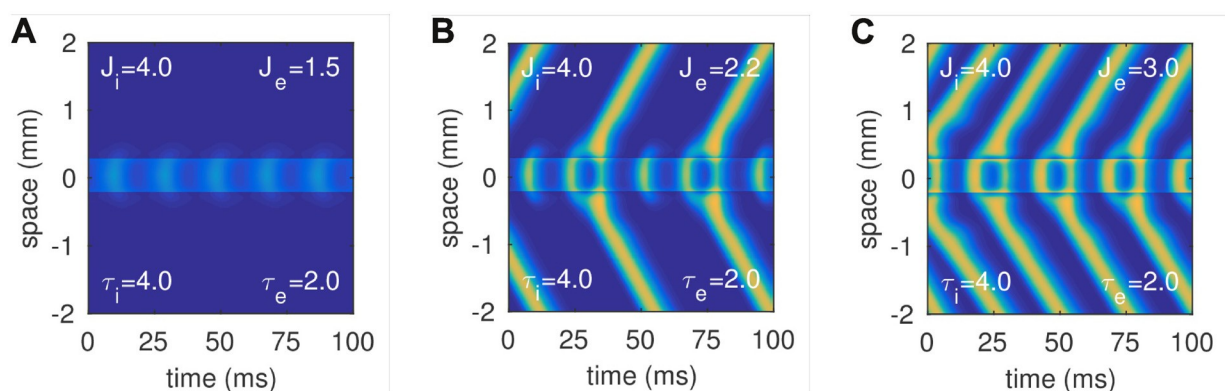 A
B
C
J_i=4.0 J_e=1.5
J_i=4.0 J_e=2.2
J_i=4.0 J_e=3.0
τ_i=4.0 τ_e=2.0
τ_i=4.0 τ_e=2.0
τ_i=4.0 τ_e=2.0
space (mm)
2
1
0
-1
-2
0 25 50 75 100
time (ms)
space (mm)
2
1
0
-1
-2
0 25 50 75 100
time (ms)
space (mm)
2
1
0
-1
-2
0 25 50 75 100
time (ms)